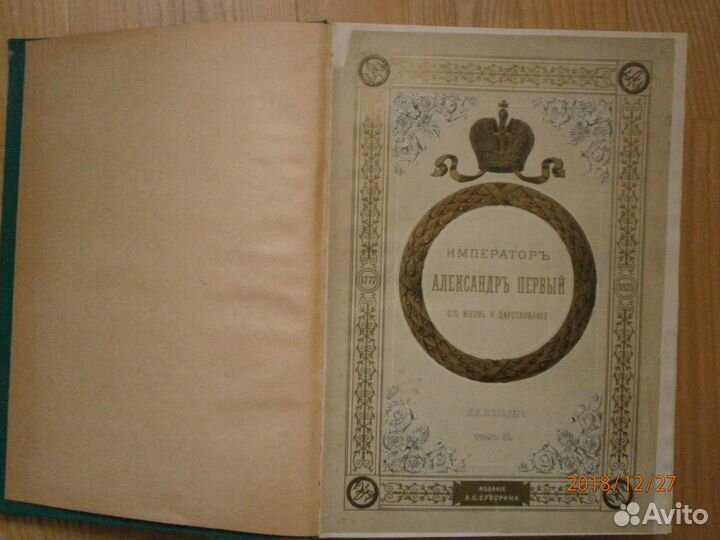 ИМПЕРАТОРЪ
АЛЕКСАНДРЪ ПЕРВЫЙ
ЕГО ЖИЗНЬ И ЦАРСТВОВАНІЕ
1777
1825
ИЗДАНІЕ
А.С.СУВОРИНА
2018/12/27
Avito